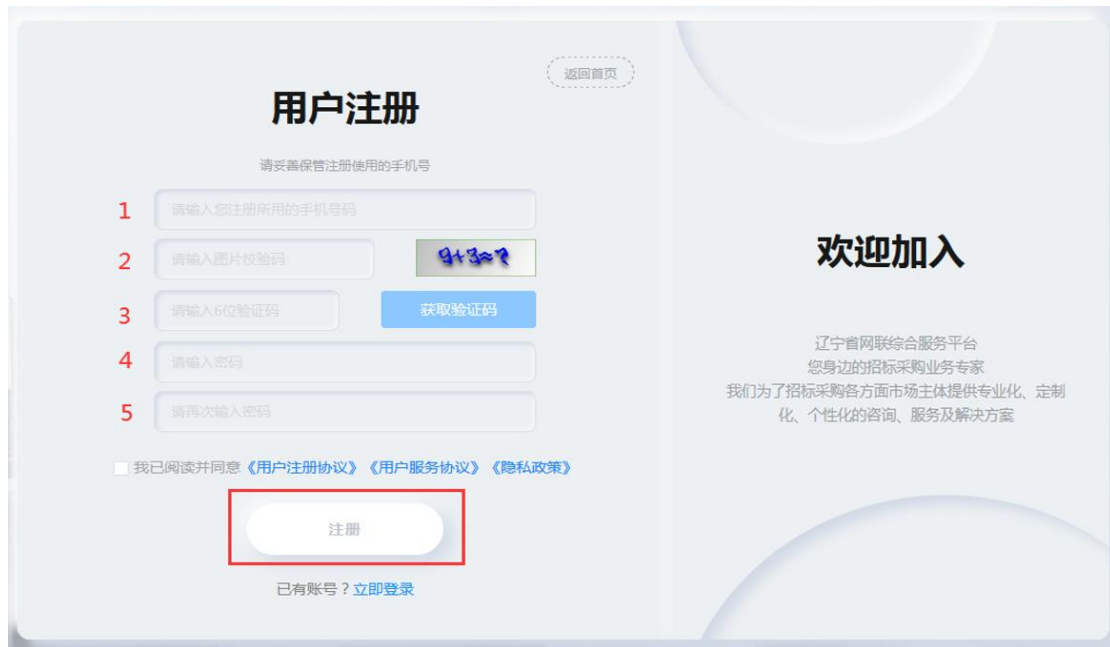 返回首页
用户注册
请妥善保管注册使用的手机号
1 请输入您注册所用的手机号码
2 请输入图片校验码 9+3≈?
3 请输入6位验证码 获取验证码
4 请输入密码
5 请再次输入密码
我已阅读并同意《用户注册协议》《用户服务协议》《隐私政策》
注册
已有账号？立即登录
欢迎加入
辽宁省网联综合服务平台
您身边的招标采购业务专家
我们为了招标采购各方面市场主体提供专业化、定制
化、个性化的咨询、服务及解决方案